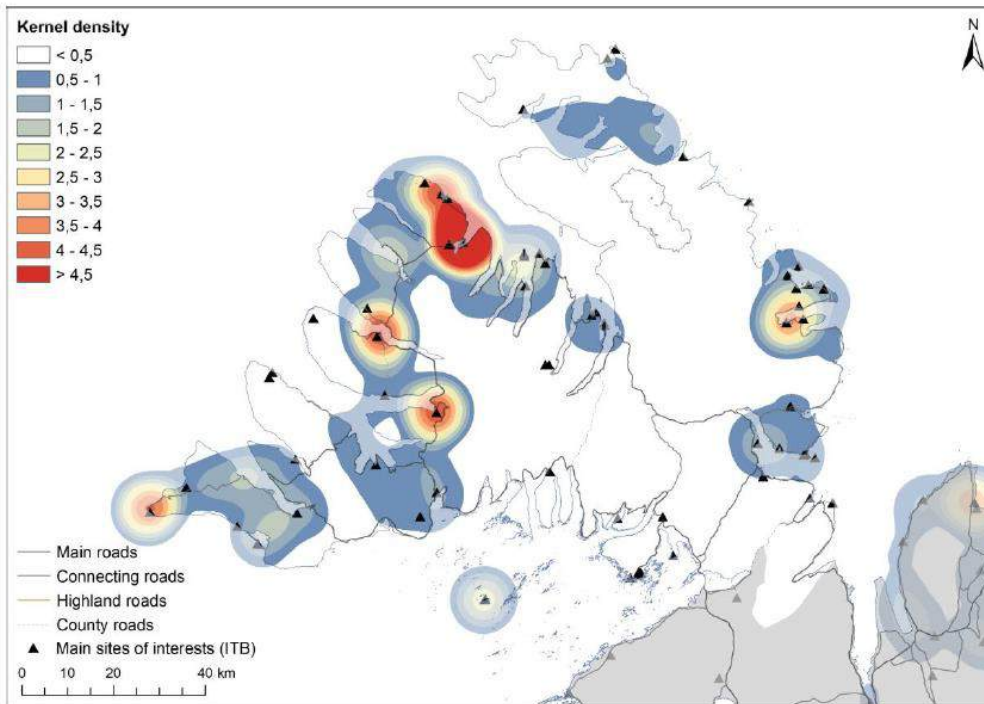 Kernel density
< 0,5
0,5 - 1
1 - 1,5
1,5 - 2
2 - 2,5
2,5 - 3
3 - 3,5
3,5 - 4
4 - 4,5
> 4,5
N
Main roads
Connecting roads
Highland roads
County roads
Main sites of interests (ITB)
0 10 20 40 km